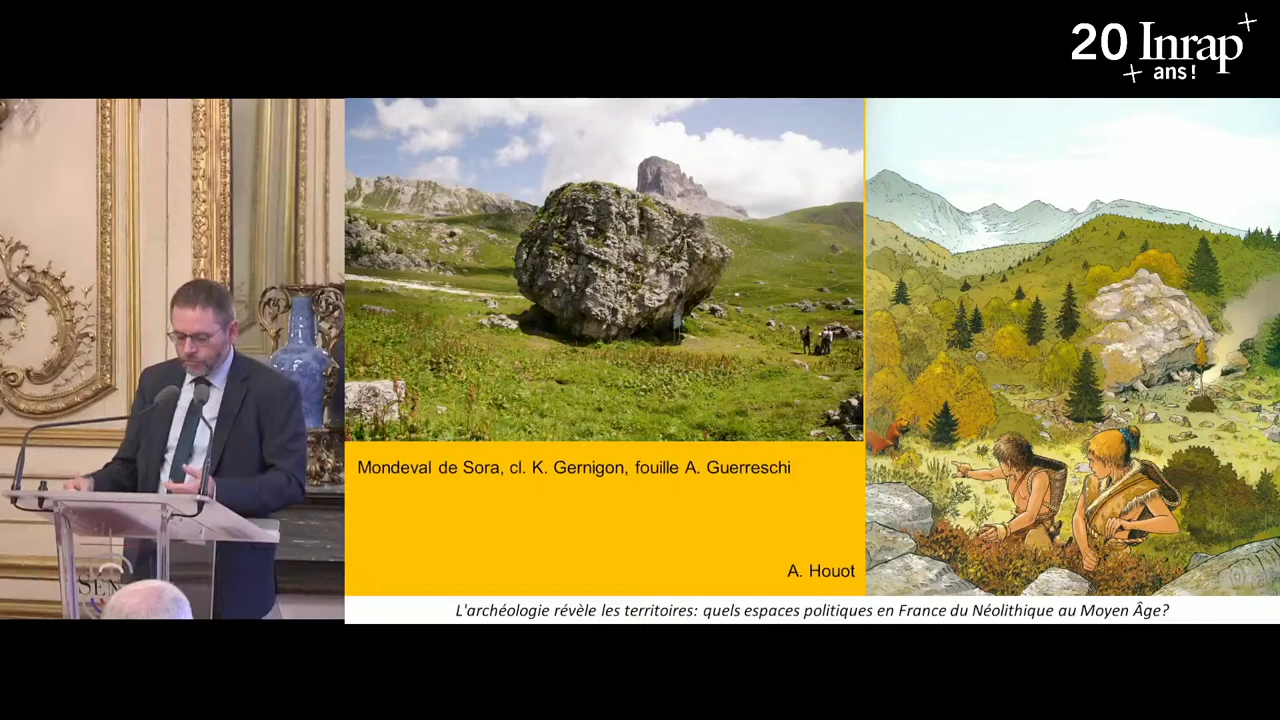 20 Inrap
ans !
Mondeval de Sora, cl. K. Gernigon, fouille A. Guerreschi
A. Houot
L'archéologie révèle les territoires: quels espaces politiques en France du Néolithique au Moyen Âge?